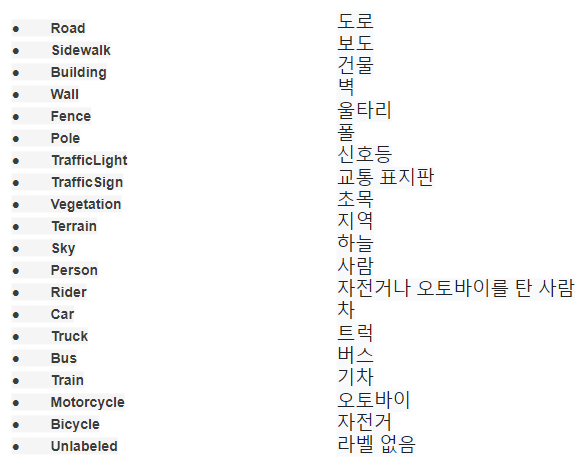 ● Road 도로
● Sidewalk 보도
● Building 건물
● Wall 벽
● Fence 울타리
● Pole 폴
● TrafficLight 신호등
● TrafficSign 교통 표지판
● Vegetation 초목
● Terrain 지역
● Sky 하늘
● Person 사람
● Rider 자전거나 오토바이를 탄 사람
● Car 차
● Truck 트럭
● Bus 버스
● Train 기차
● Motorcycle 오토바이
● Bicycle 자전거
● Unlabeled 라벨 없음